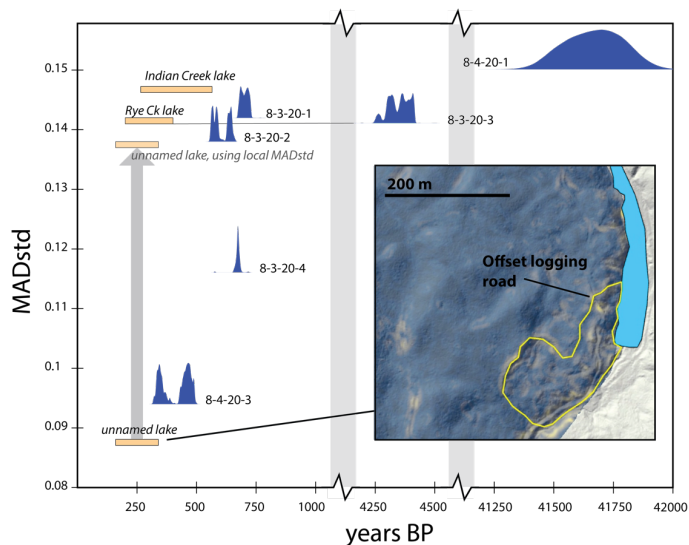 0.15
0.14
0.13
0.12
0.11
0.1
0.09
0.08
MADstd
Indian Creek lake
8-3-20-1
Rye Ck lake
8-3-20-2
unnamed lake, using local MADstd
8-3-20-3
8-4-20-1
8-3-20-4
8-4-20-3
unnamed lake
200 m
Offset logging
road
250
500
750
1000
4250
4500
41250
41500
41750
42000
years BP